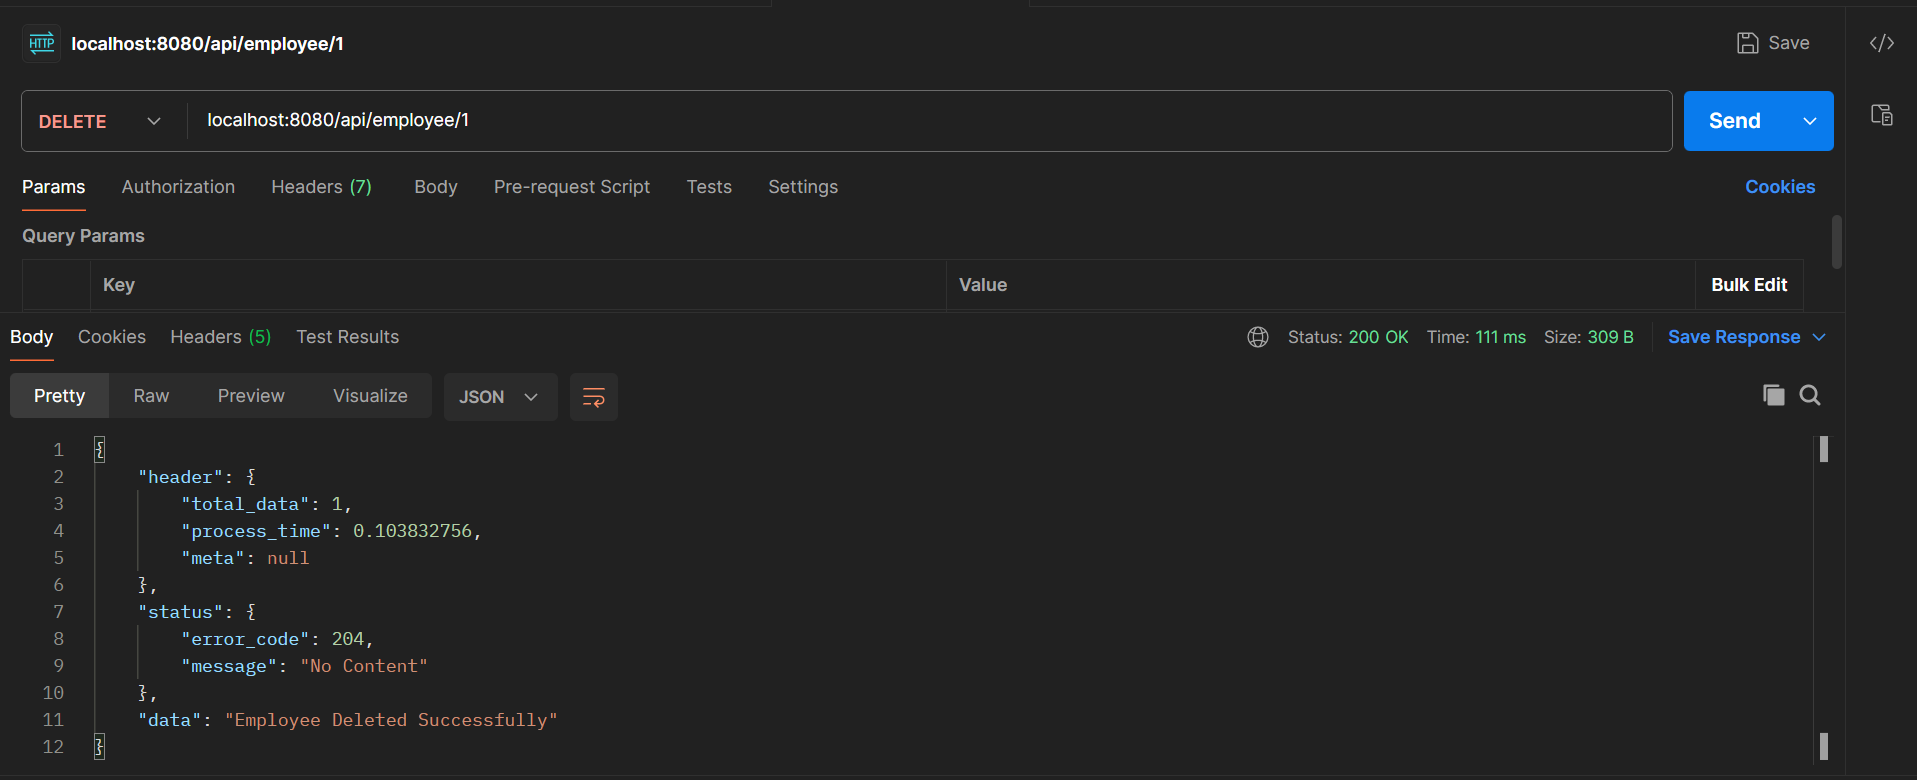 HTTP localhost:8080/api/employee/1 Save
DELETE localhost:8080/api/employee/1 Send
Params Authorization Headers (7) Body Pre-request Script Tests Settings Cookies
Query Params
Key Value Bulk Edit
Body Cookies Headers (5) Test Results Status: 200 OK Time: 111 ms Size: 309 B Save Response
Pretty Raw Preview Visualize JSON
1 {
2 "header": {
3 "total_data": 1,
4 "process_time": 0.103832756,
5 "meta": null
6 },
7 "status": {
8 "error_code": 204,
9 "message": "No Content"
10 },
11 "data": "Employee Deleted Successfully"
12 }